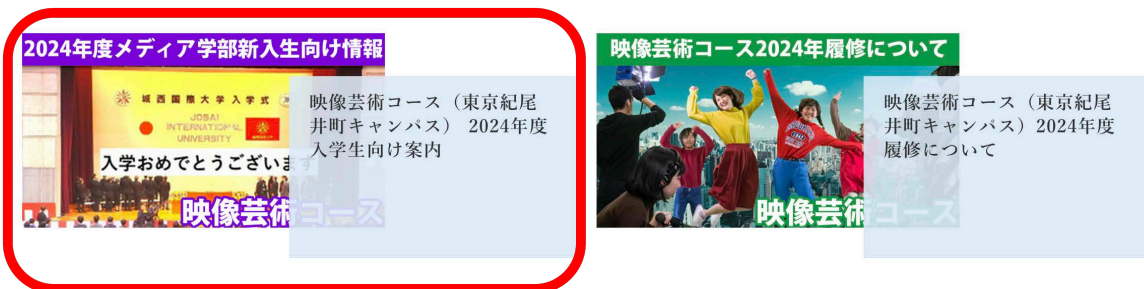 2024年度メディア学部新入生向け情報
城西国際大学入学式
JOSAI
INTERNATIONAL
UNIVERSITY
入学おめでとうございます
映像芸術コース
映像芸術コース（東京紀尾
井町キャンパス） 2024年度
入学生向け案内
映像芸術コース2024年履修について
映像芸術コース
映像芸術コース（東京紀尾
井町キャンパス）2024年度
履修について